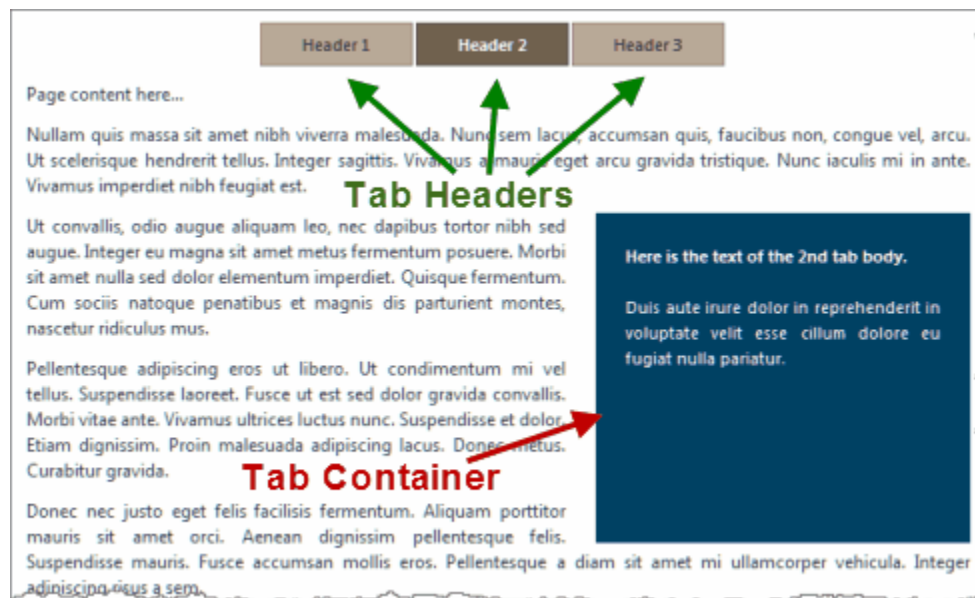 Header 1 Header 2 Header 3
Page content here...
Nullam quis massa sit amet nibh viverra malesuada. Nunc sem lacus, accumsan quis, faucibus non, congue vel, arcu.
Ut scelerisque hendrerit tellus. Integer sagittis. Vivamus a mauris eget arcu gravida tristique. Nunc iaculis mi in ante.
Vivamus imperdiet nibh feugiat est.
Tab Headers
Ut convallis, odio augue aliquam leo, nec dapibus tortor nibh sed
augue. Integer eu magna sit amet metus fermentum posuere. Morbi
sit amet nulla sed dolor elementum imperdiet. Quisque fermentum.
Cum sociis natoque penatibus et magnis dis parturient montes,
nascetur ridiculus mus.
Pellentesque adipiscing eros ut libero. Ut condimentum mi vel
tellus. Suspendisse laoreet. Fusce ut est sed dolor gravida convallis.
Morbi vitae ante. Vivamus ultrices luctus nunc. Suspendisse et dolor.
Etiam dignissim. Proin malesuada adipiscing lacus. Donec metus.
Curabitur gravida.
Tab Container
Here is the text of the 2nd tab body.
Duis aute irure dolor in reprehenderit in
voluptate velit esse cillum dolore eu
fugiat nulla pariatur.
Donec nec justo eget felis facilisis fermentum. Aliquam porttitor
mauris sit amet orci. Aenean dignissim pellentesque felis.
Suspendisse mauris. Fusce accumsan mollis eros. Pellentesque a diam sit amet mi ullamcorper vehicula. Integer
adipiscing risus a sem.